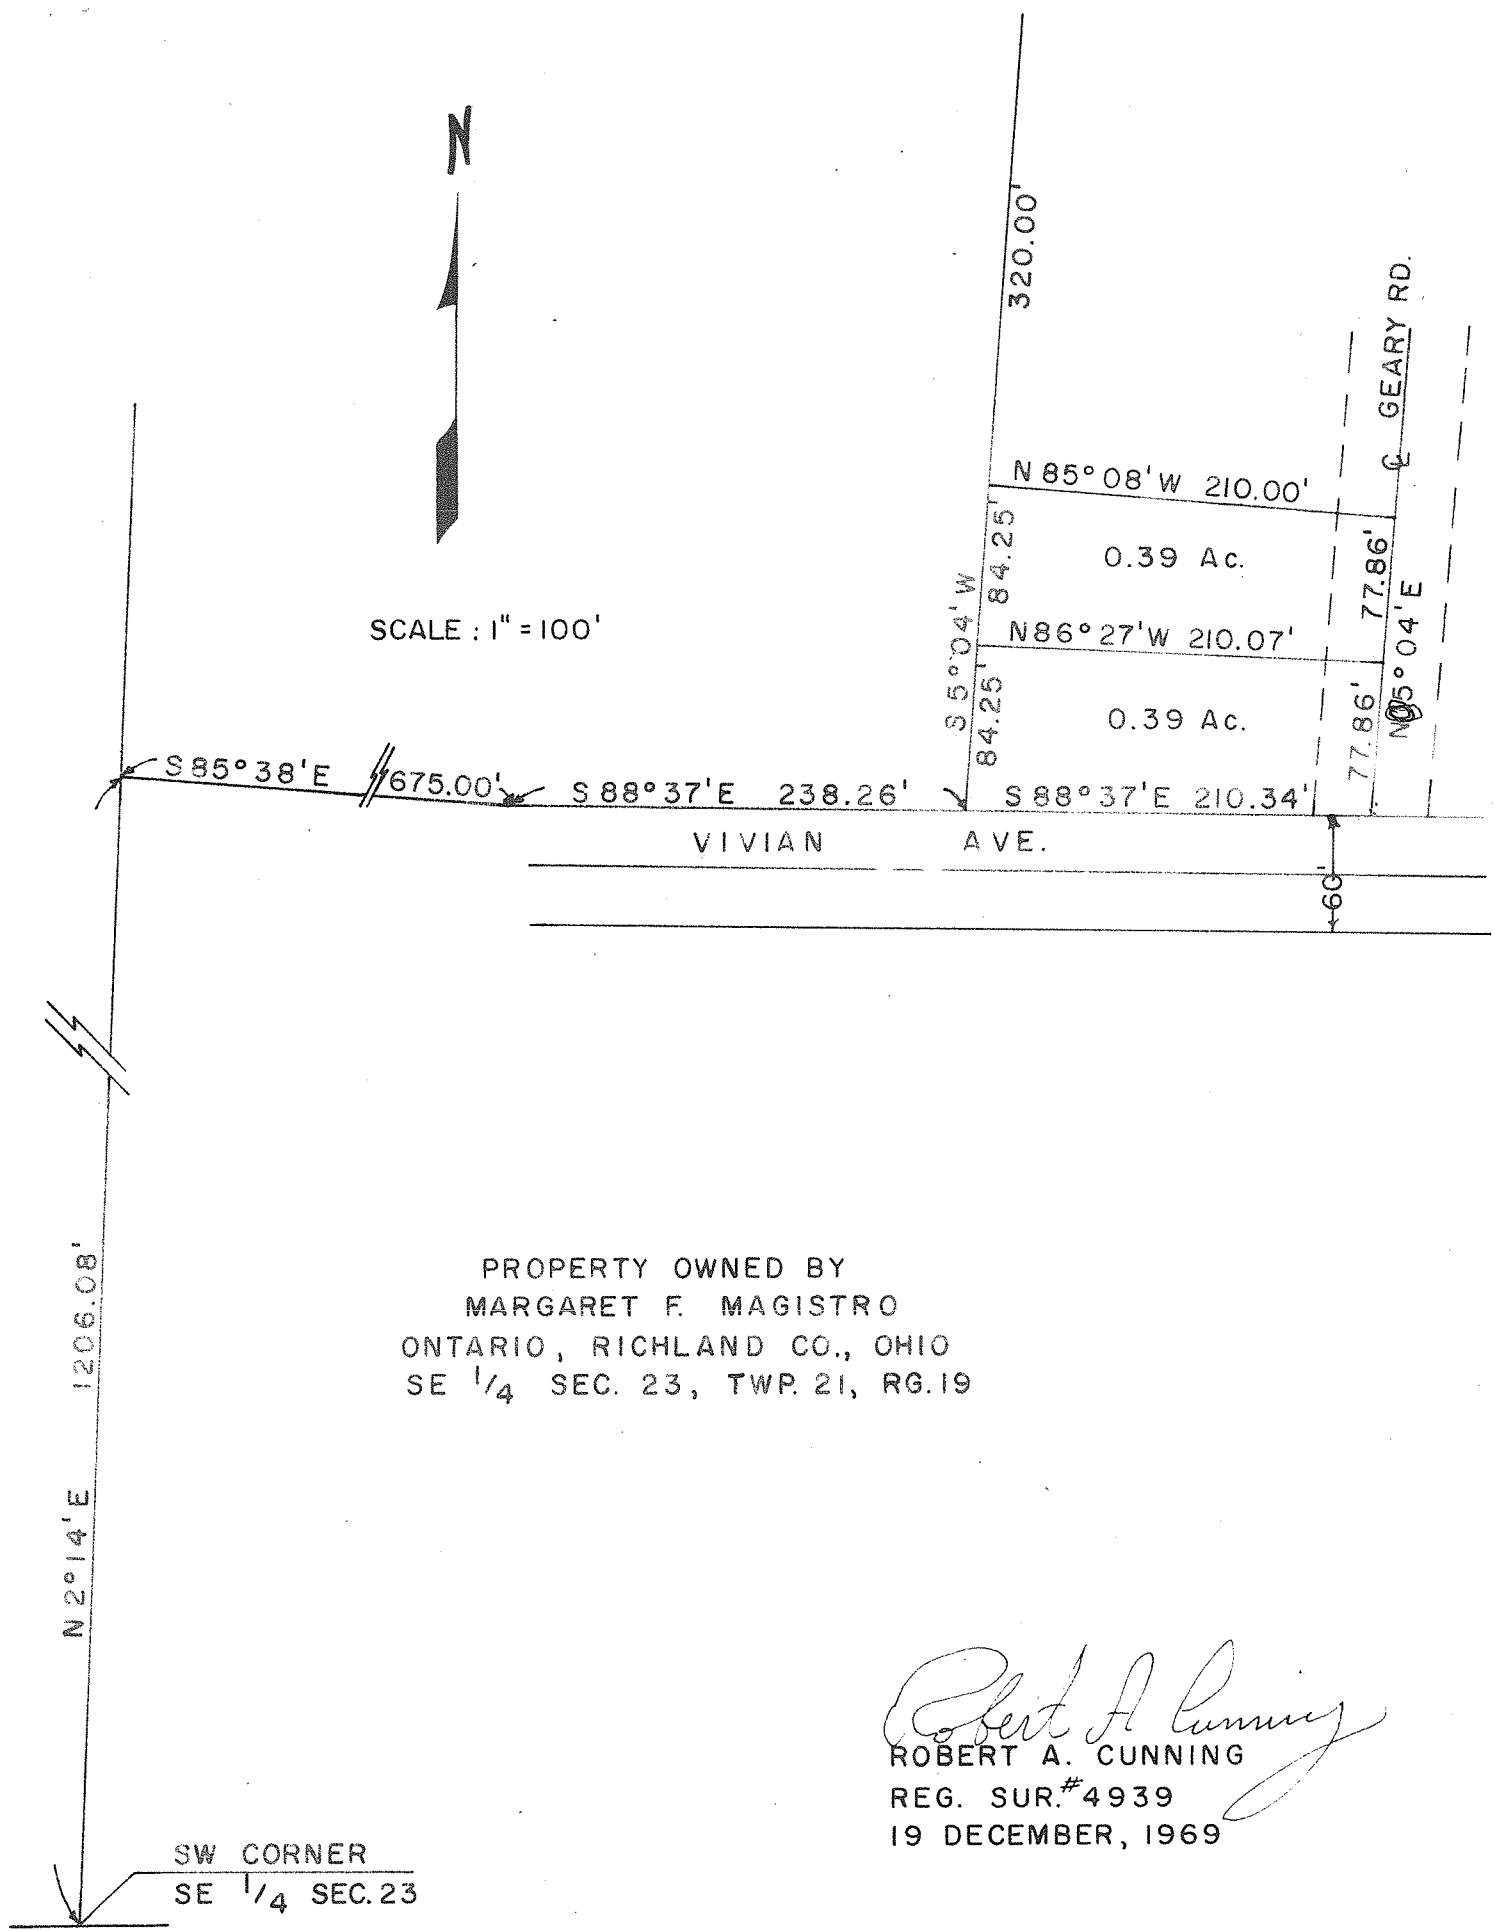 N
320.00'
℄ GEARY RD.
N 85°08'W 210.00'
84.25'
0.39 Ac.
77.86'
SCALE : 1" = 100'
S 5°04' W
N86°27'W 210.07'
N 5°04'E
84.25'
0.39 Ac.
77.86'
S 85°38'E 675.00'
S 88°37'E 238.26'
S 88°37'E 210.34'
VIVIAN AVE.
60'
N 2°14'E 1206.08'
PROPERTY OWNED BY
MARGARET F. MAGISTRO
ONTARIO, RICHLAND CO., OHIO
SE 1/4 SEC. 23, TWP. 21, RG. 19
Robert A Cunning
ROBERT A. CUNNING
REG. SUR.#4939
19 DECEMBER, 1969
SW CORNER
SE 1/4 SEC. 23